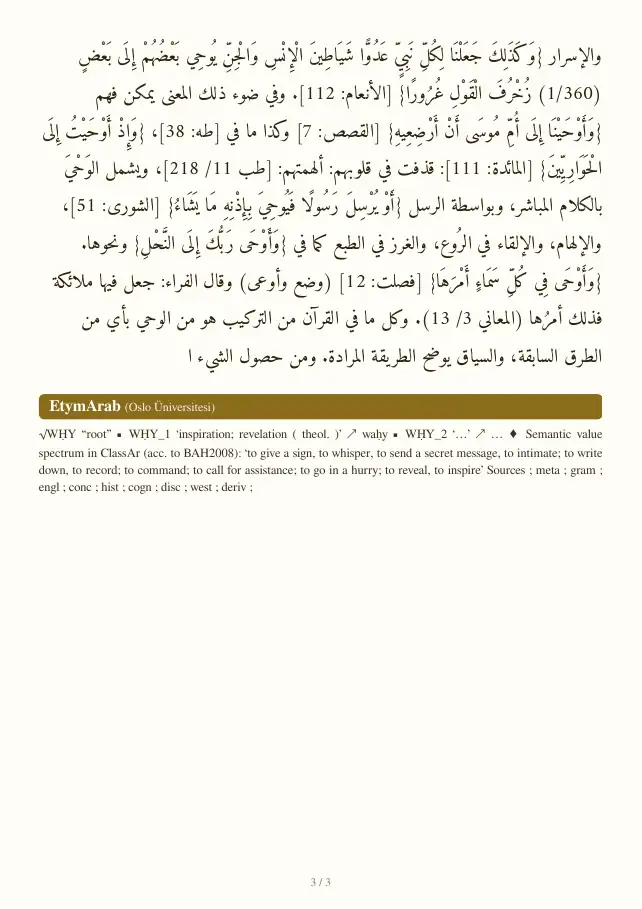 والإسرار {وَكَذَلِكَ جَعَلْنَا لِكُلِّ نَبِيٍّ عَدُوًّا شَيَاطِينَ الْإِنْسِ وَالْجِنِّ يُوحِي بَعْضُهُمْ إِلَى بَعْضٍ
(1/360) زُخْرُفَ الْقَوْلِ غُرُورًا} [الأنعام: 112]. وفي ضوء ذلك المعنى يمكن فهم
{وَأَوْحَيْنَا إِلَى أُمِّ مُوسَى أَنْ أَرْضِعِيهِ} [القصص: 7] وكذا ما في [طه: 38]، {وَإِذْ أَوْحَيْتُ إِلَى
الْحَوَارِيِّينَ} [المائدة: 111]: قذفت في قلوبهم: ألهمتهم: [طب 11/ 218]، ويشمل الوَحْيَ
بالكلام المباشر، وبواسطة الرسل {أَوْ يُرْسِلَ رَسُولًا فَيُوحِيَ بِإِذْنِهِ مَا يَشَاءُ} [الشورى: 51]،
والإلهام، والإلقاء في الرُوع، والغرز في الطبع كما في {وَأَوْحَى رَبُّكَ إِلَى النَّحْلِ} ونحوها.
{وَأَوْحَى فِي كُلِّ سَمَاءٍ أَمْرَهَا} [فصلت: 12] (وضع وأوعى) وقال الفراء: جعل فيها ملائكة
فذلك أمرُها (المعاني 3/ 13). وكل ما في القرآن من التركيب هو من الوحي بأي من
الطرق السابقة، والسياق يوضح الطريقة المرادة. ومن حصول الشيء ا
EtymArab (Oslo Üniversitesi)
√WḤY “root” ▪ WḤY_1 ‘inspiration; revelation ( theol. )’ ↗ waḥy ▪ WḤY_2 ‘…’ ↗ … ♦ Semantic value
spectrum in ClassAr (acc. to BAH2008): ‘to give a sign, to whisper, to send a secret message, to intimate; to write
down, to record; to command; to call for assistance; to go in a hurry; to reveal, to inspire’ Sources ; meta ; gram ;
engl ; conc ; hist ; cogn ; disc ; west ; deriv ;
3 / 3